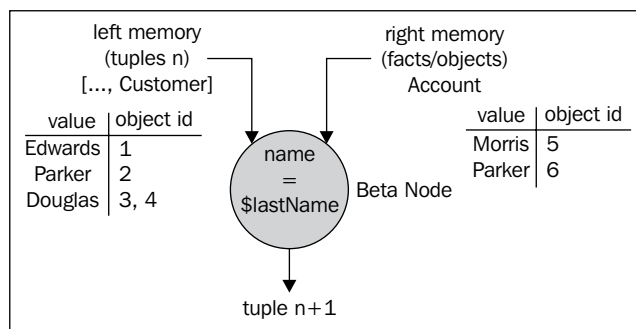 left memory
(tuples n)
[..., Customer]
right memory
(facts/objects)
Account
value object id
Edwards 1
Parker 2
Douglas 3, 4
value object id
Morris 5
Parker 6
name
=
$lastName
Beta Node
tuple n+1